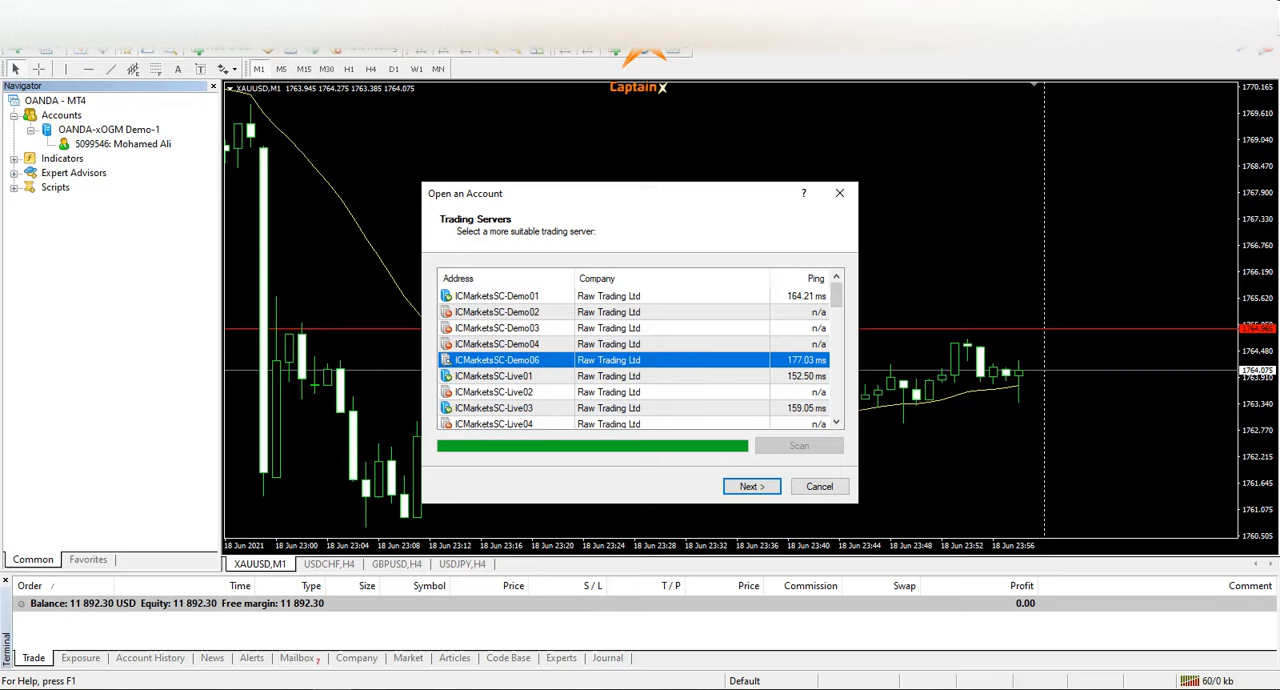 M1 M5 M15 M30 H1 H4 D1 W1 MN
A T
CaptainX
Navigator
OANDA - MT4
Accounts
OANDA-xOGM Demo-1
5099546: Mohamed Ali
Indicators
Expert Advisors
Scripts
Common Favorites
XAUUSD,M1 1763.945 1764.275 1763.385 1764.075
Open an Account ?
Trading Servers
Select a more suitable trading server:
Address Company Ping
ICMarketsSC-Demo01 Raw Trading Ltd 164.21 ms
ICMarketsSC-Demo02 Raw Trading Ltd n/a
ICMarketsSC-Demo03 Raw Trading Ltd n/a
ICMarketsSC-Demo04 Raw Trading Ltd n/a
ICMarketsSC-Demo06 Raw Trading Ltd 177.03 ms
ICMarketsSC-Live01 Raw Trading Ltd 152.50 ms
ICMarketsSC-Live02 Raw Trading Ltd n/a
ICMarketsSC-Live03 Raw Trading Ltd 159.05 ms
ICMarketsSC-Live04 Raw Trading Ltd n/a
Scan
Next > Cancel
1770.165
1769.610
1769.040
1768.470
1767.900
1767.330
1766.760
1766.190
1765.620
1764.965
1764.480
1764.075
1763.910
1763.340
1762.770
1762.215
1761.645
1761.075
1760.505
18 Jun 2021 18 Jun 23:00 18 Jun 23:04 18 Jun 23:08 18 Jun 23:12 18 Jun 23:16 18 Jun 23:20 18 Jun 23:24 18 Jun 23:28 18 Jun 23:32 18 Jun 23:36 18 Jun 23:40 18 Jun 23:44 18 Jun 23:48 18 Jun 23:52 18 Jun 23:56
XAUUSD,M1 USDCHF,H4 GBPUSD,H4 USDJPY,H4
Order / Time Type Size Symbol Price S / L T / P Price Commission Swap Profit Comment
Balance: 11 892.30 USD Equity: 11 892.30 Free margin: 11 892.30 0.00
Terminal
Trade Exposure Account History News Alerts Mailbox 7 Company Market Articles Code Base Experts Journal
For Help, press F1 Default 60/0 kb